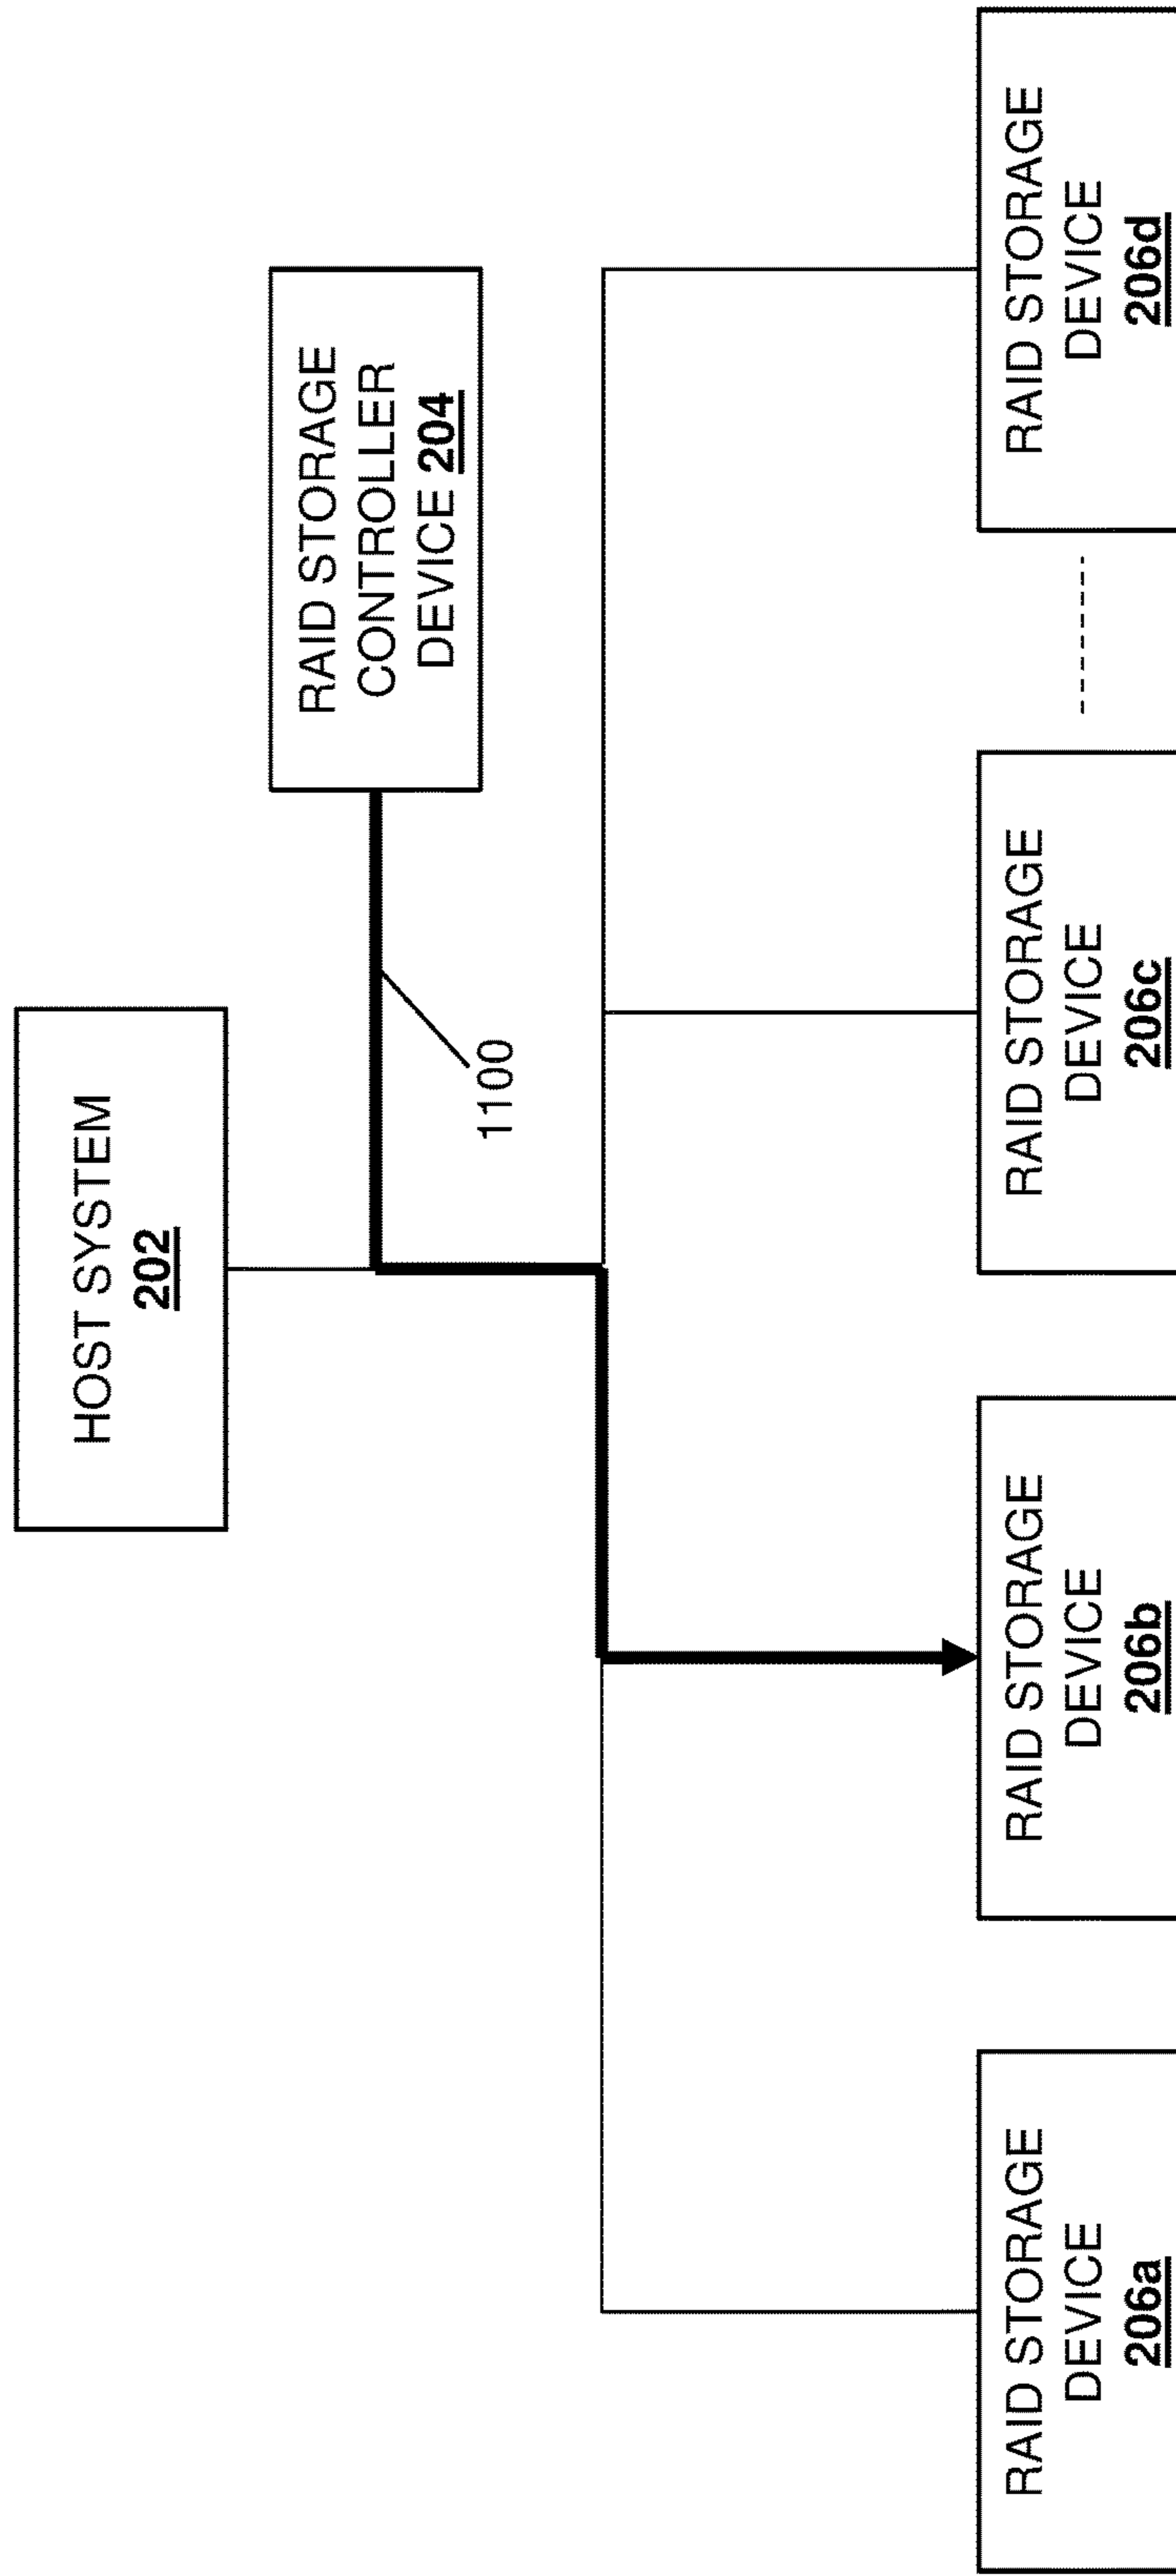 HOST SYSTEM
202
RAID STORAGE
CONTROLLER
DEVICE 204
1100
RAID STORAGE
DEVICE
206a
RAID STORAGE
DEVICE
206b
RAID STORAGE
DEVICE
206c
RAID STORAGE
DEVICE
206d